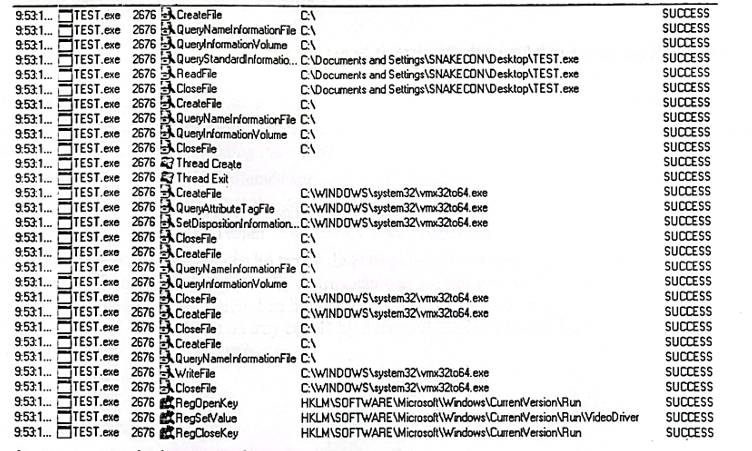 9:53:1... TEST.exe 2676 CreateFile C:\ SUCCESS
9:53:1... TEST.exe 2676 QueryNameInformationFile C:\ SUCCESS
9:53:1... TEST.exe 2676 QueryInformationVolume C:\ SUCCESS
9:53:1... TEST.exe 2676 QueryStandardInformatio... C:\Documents and Settings\SNAKECON\Desktop\TEST.exe SUCCESS
9:53:1... TEST.exe 2676 ReadFile C:\Documents and Settings\SNAKECON\Desktop\TEST.exe SUCCESS
9:53:1... TEST.exe 2676 CloseFile C:\Documents and Settings\SNAKECON\Desktop\TEST.exe SUCCESS
9:53:1... TEST.exe 2676 CreateFile C:\ SUCCESS
9:53:1... TEST.exe 2676 QueryNameInformationFile C:\ SUCCESS
9:53:1... TEST.exe 2676 QueryInformationVolume C:\ SUCCESS
9:53:1... TEST.exe 2676 CloseFile C:\ SUCCESS
9:53:1... TEST.exe 2676 Thread Create SUCCESS
9:53:1... TEST.exe 2676 Thread Exit SUCCESS
9:53:1... TEST.exe 2676 CreateFile C:\WINDOWS\system32\vmx32to64.exe SUCCESS
9:53:1... TEST.exe 2676 QueryAttributeTagFile C:\WINDOWS\system32\vmx32to64.exe SUCCESS
9:53:1... TEST.exe 2676 SetDispositionInformation... C:\WINDOWS\system32\vmx32to64.exe SUCCESS
9:53:1... TEST.exe 2676 CloseFile C:\ SUCCESS
9:53:1... TEST.exe 2676 CreateFile C:\ SUCCESS
9:53:1... TEST.exe 2676 QueryNameInformationFile C:\ SUCCESS
9:53:1... TEST.exe 2676 QueryInformationVolume C:\ SUCCESS
9:53:1... TEST.exe 2676 CloseFile C:\WINDOWS\system32\vmx32to64.exe SUCCESS
9:53:1... TEST.exe 2676 CreateFile C:\WINDOWS\system32\vmx32to64.exe SUCCESS
9:53:1... TEST.exe 2676 CloseFile C:\ SUCCESS
9:53:1... TEST.exe 2676 CreateFile C:\ SUCCESS
9:53:1... TEST.exe 2676 QueryNameInformationFile C:\ SUCCESS
9:53:1... TEST.exe 2676 WriteFile C:\WINDOWS\system32\vmx32to64.exe SUCCESS
9:53:1... TEST.exe 2676 CloseFile C:\WINDOWS\system32\vmx32to64.exe SUCCESS
9:53:1... TEST.exe 2676 RegOpenKey HKLM\SOFTWARE\Microsoft\Windows\CurrentVersion\Run SUCCESS
9:53:1... TEST.exe 2676 RegSetValue HKLM\SOFTWARE\Microsoft\Windows\CurrentVersion\Run\VideoDriver SUCCESS
9:53:1... TEST.exe 2676 RegCloseKey HKLM\SOFTWARE\Microsoft\Windows\CurrentVersion\Run SUCCESS